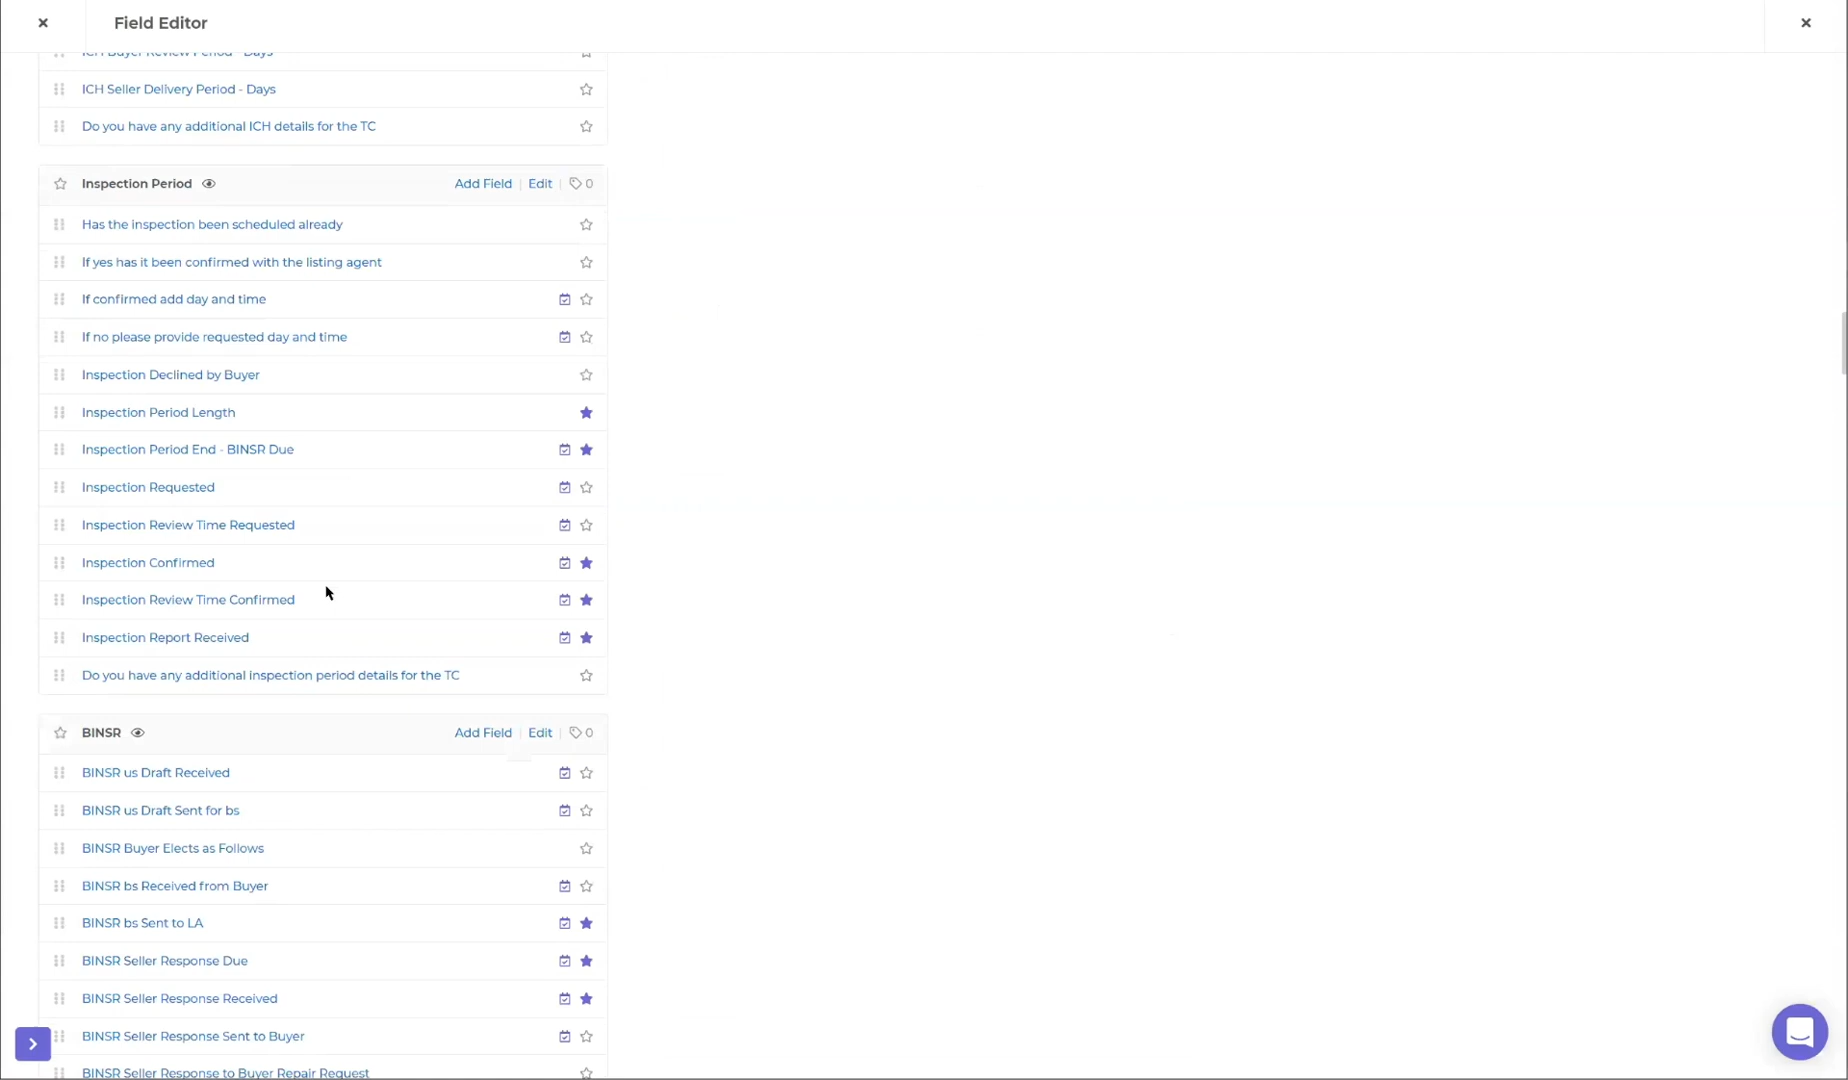 Field Editor
ICH Buyer Review Period - Days
ICH Seller Delivery Period - Days
Do you have any additional ICH details for the TC
Inspection Period Add Field | Edit | 0
Has the inspection been scheduled already
If yes has it been confirmed with the listing agent
If confirmed add day and time
If no please provide requested day and time
Inspection Declined by Buyer
Inspection Period Length
Inspection Period End - BINSR Due
Inspection Requested
Inspection Review Time Requested
Inspection Confirmed
Inspection Review Time Confirmed
Inspection Report Received
Do you have any additional inspection period details for the TC
BINSR Add Field | Edit | 0
BINSR us Draft Received
BINSR us Draft Sent for bs
BINSR Buyer Elects as Follows
BINSR bs Received from Buyer
BINSR bs Sent to LA
BINSR Seller Response Due
BINSR Seller Response Received
BINSR Seller Response Sent to Buyer
BINSR Seller Response to Buyer Repair Request